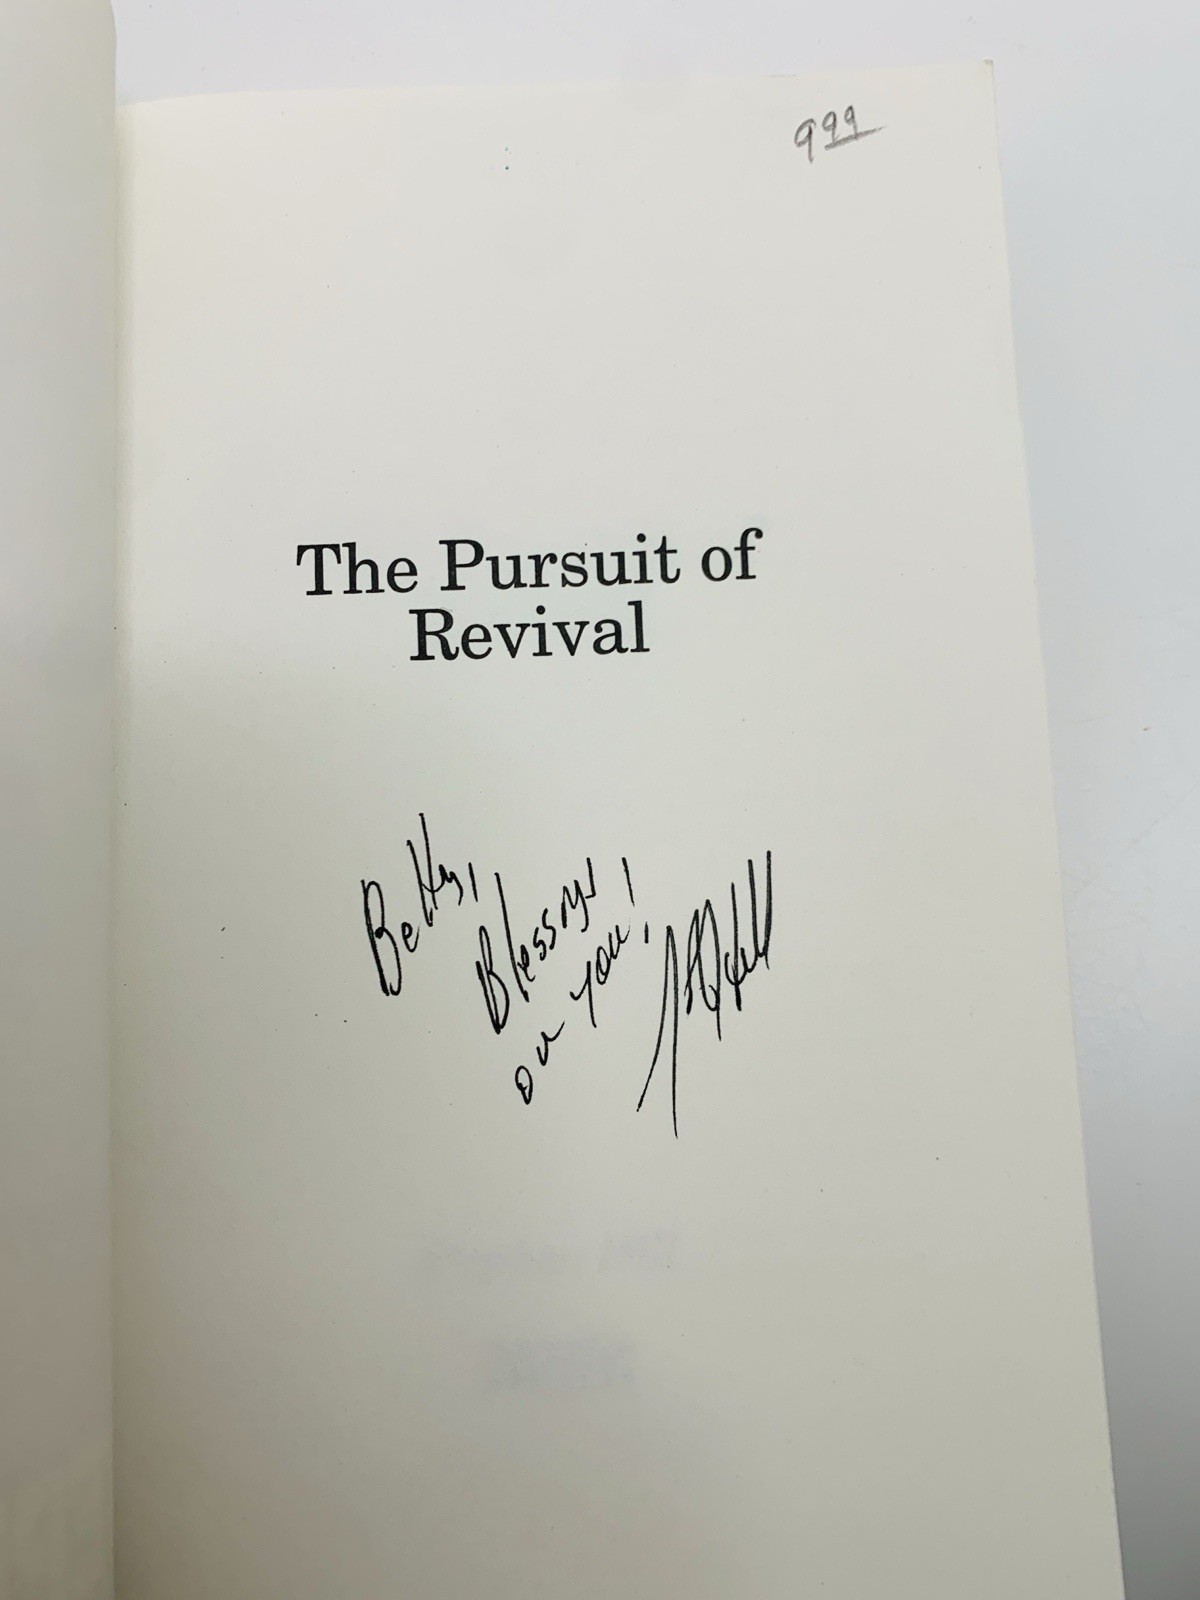 999
The Pursuit of
Revival
Betty,
Blessings
on you!